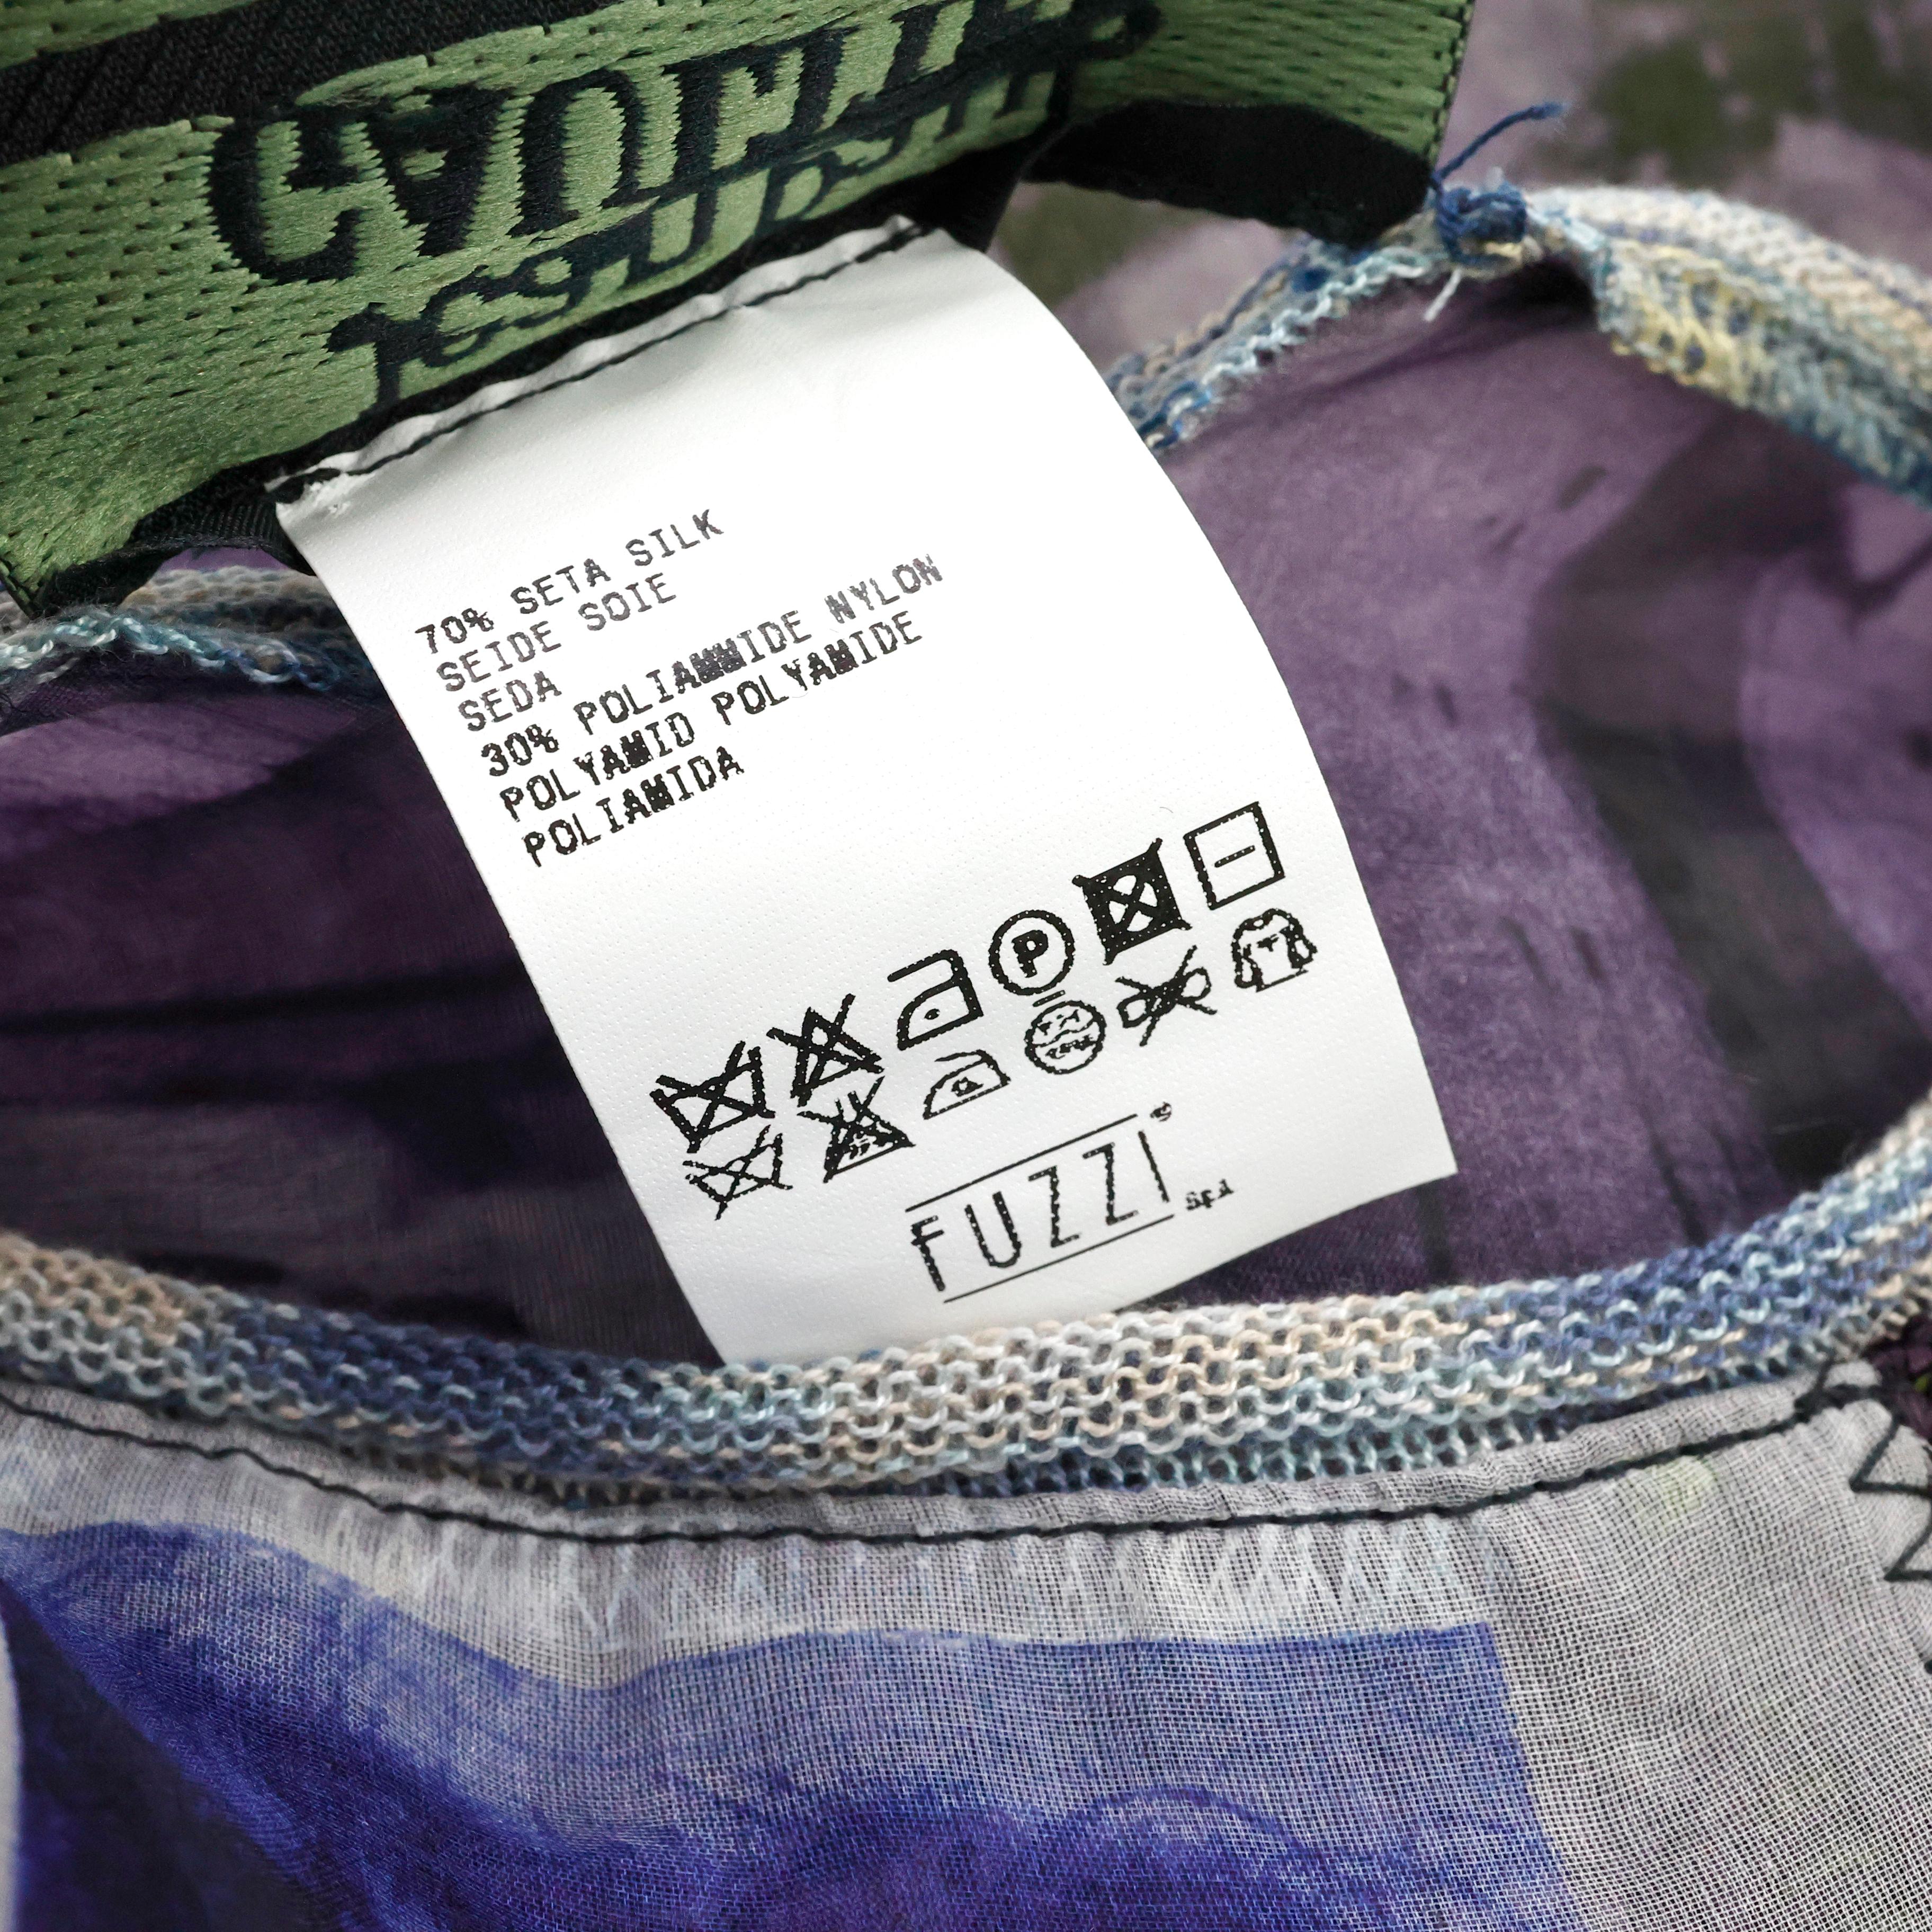 70% SETA SILK
SEIDE SOIE
SEDA
30% POLIAMMIDE NYLON
POLYAMID POLYAMIDE
POLIAMIDA
P
FUZZI®
S.p.A